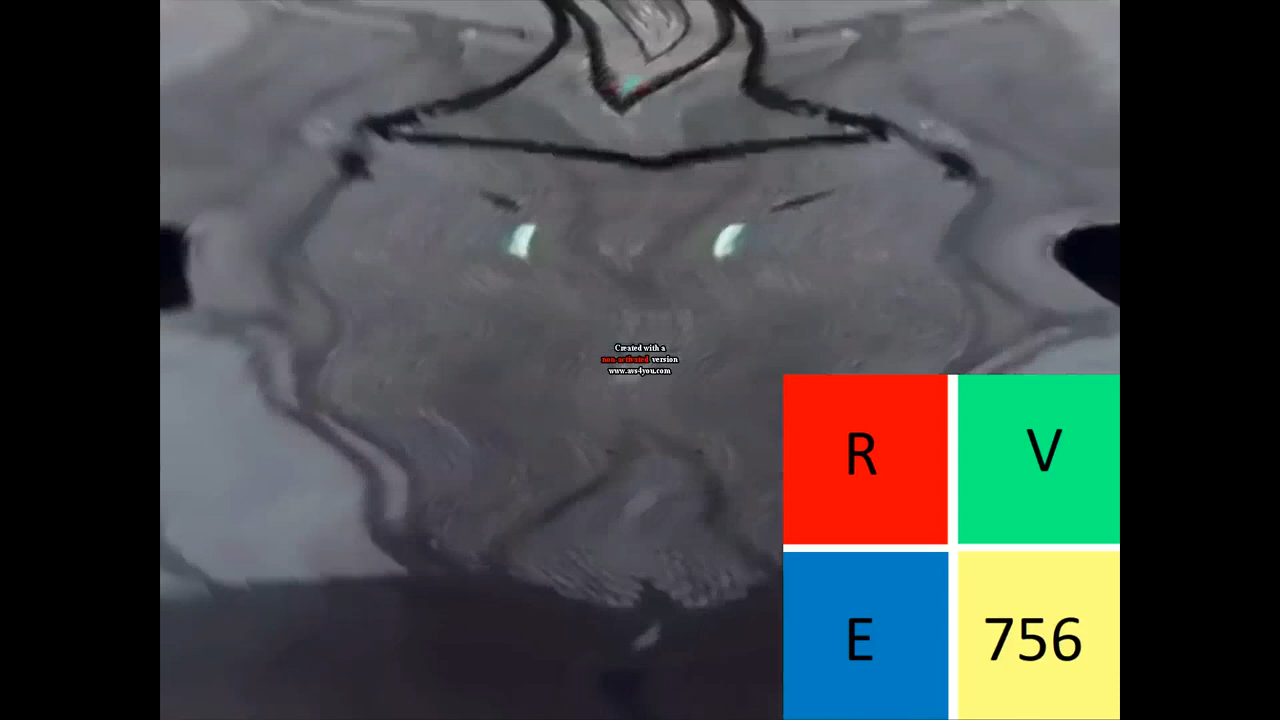 Created with a
non-activated version
www.avs4you.com
R V
E 756